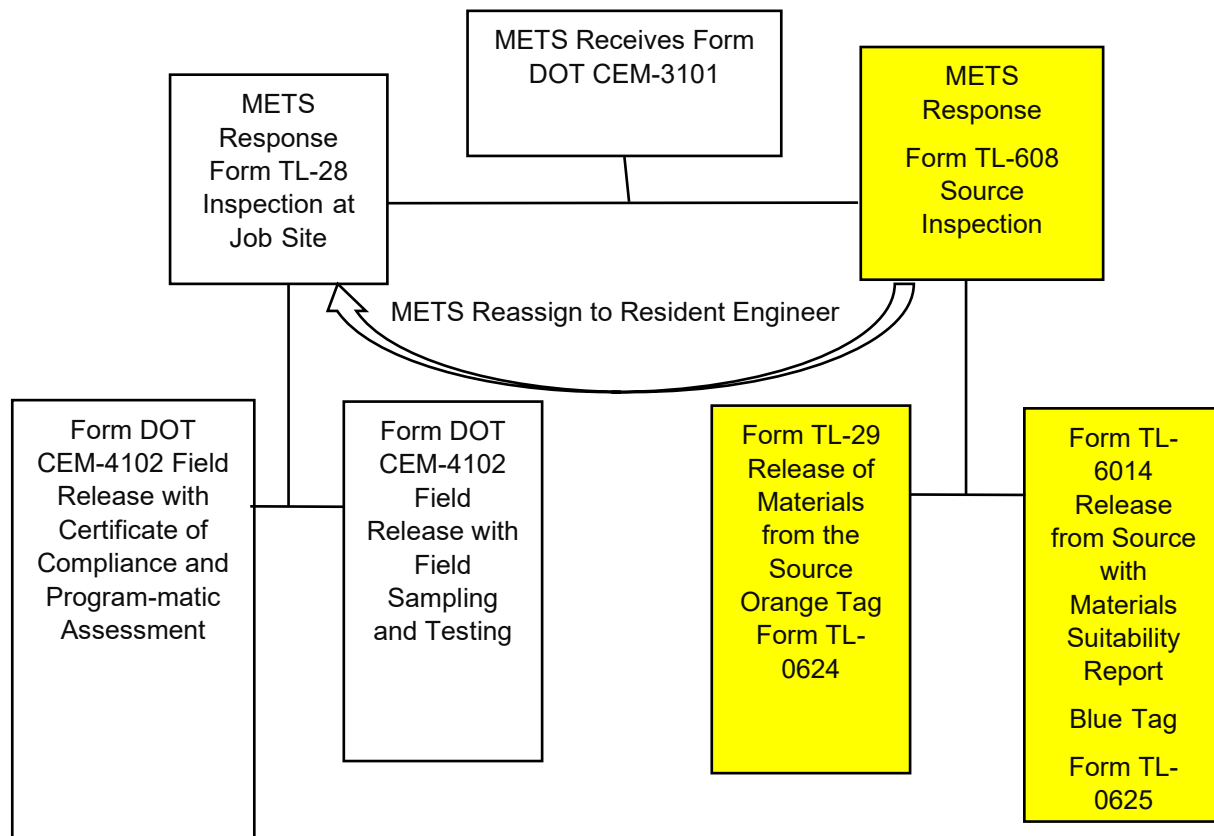 METS Receives Form
DOT CEM-3101
METS
Response
Form TL-28
Inspection at
Job Site
METS
Response
Form TL-608
Source
Inspection
METS Reassign to Resident Engineer
Form DOT
CEM-4102 Field
Release with
Certificate of
Compliance and
Program-matic
Assessment
Form DOT
CEM-4102
Field
Release with
Field
Sampling
and Testing
Form TL-29
Release of
Materials
from the
Source
Orange Tag
Form TL-
0624
Form TL-
6014
Release
from Source
with
Materials
Suitability
Report
Blue Tag
Form TL-
0625